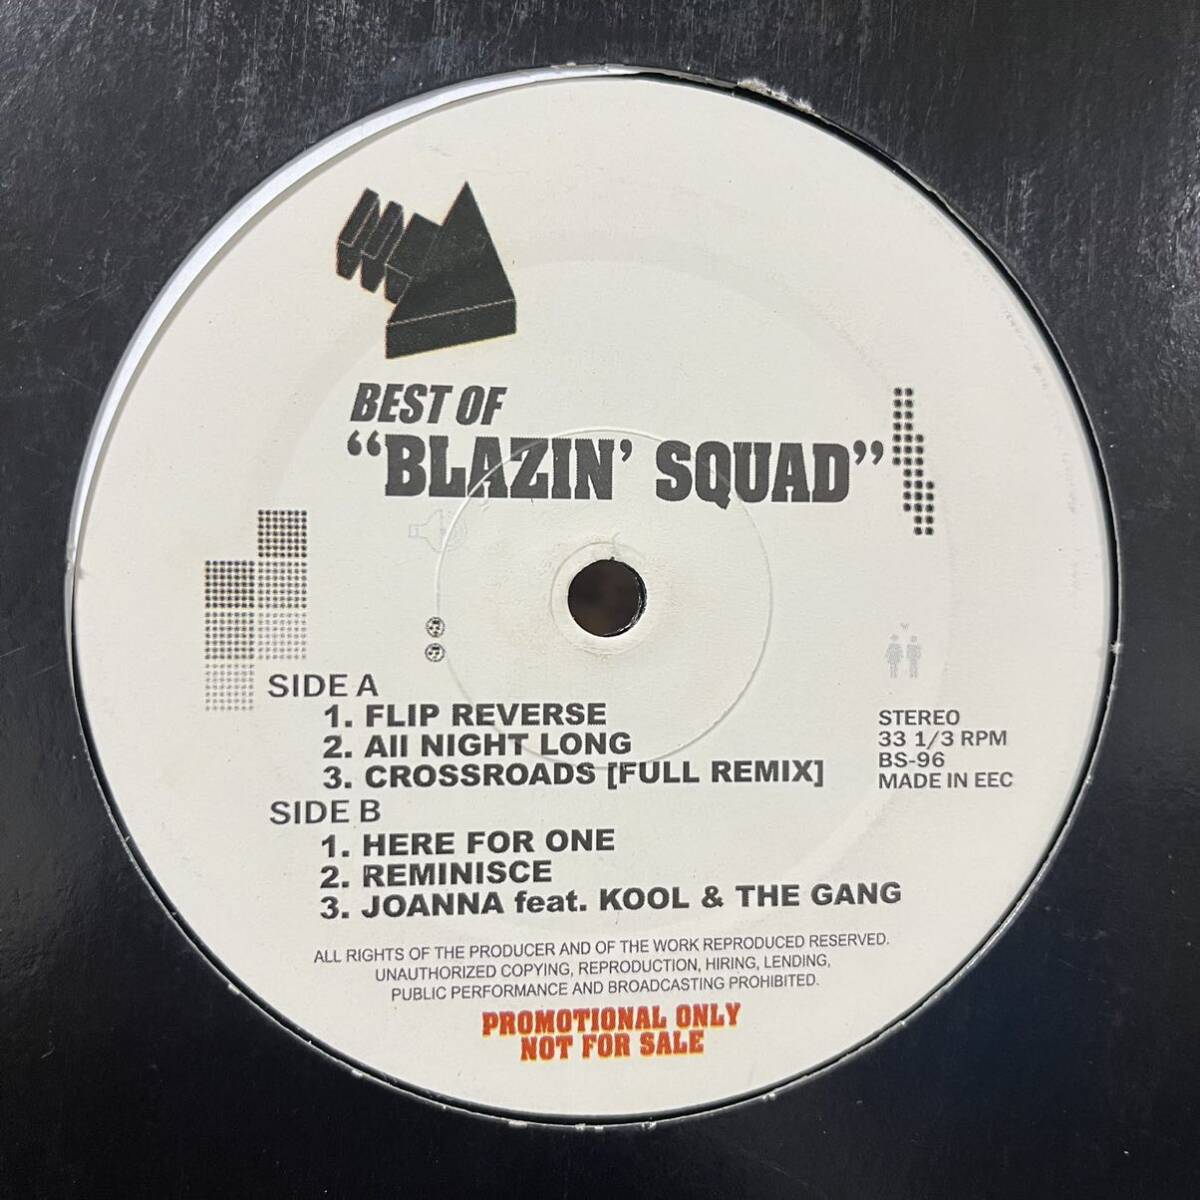 BEST OF
“BLAZIN’ SQUAD”
SIDE A
1. FLIP REVERSE
2. All NIGHT LONG
3. CROSSROADS [FULL REMIX]
SIDE B
1. HERE FOR ONE
2. REMINISCE
3. JOANNA feat. KOOL & THE GANG
STEREO
33 1/3 RPM
BS-96
MADE IN EEC
ALL RIGHTS OF THE PRODUCER AND OF THE WORK REPRODUCED RESERVED.
UNAUTHORIZED COPYING, REPRODUCTION, HIRING, LENDING,
PUBLIC PERFORMANCE AND BROADCASTING PROHIBITED.
PROMOTIONAL ONLY
NOT FOR SALE